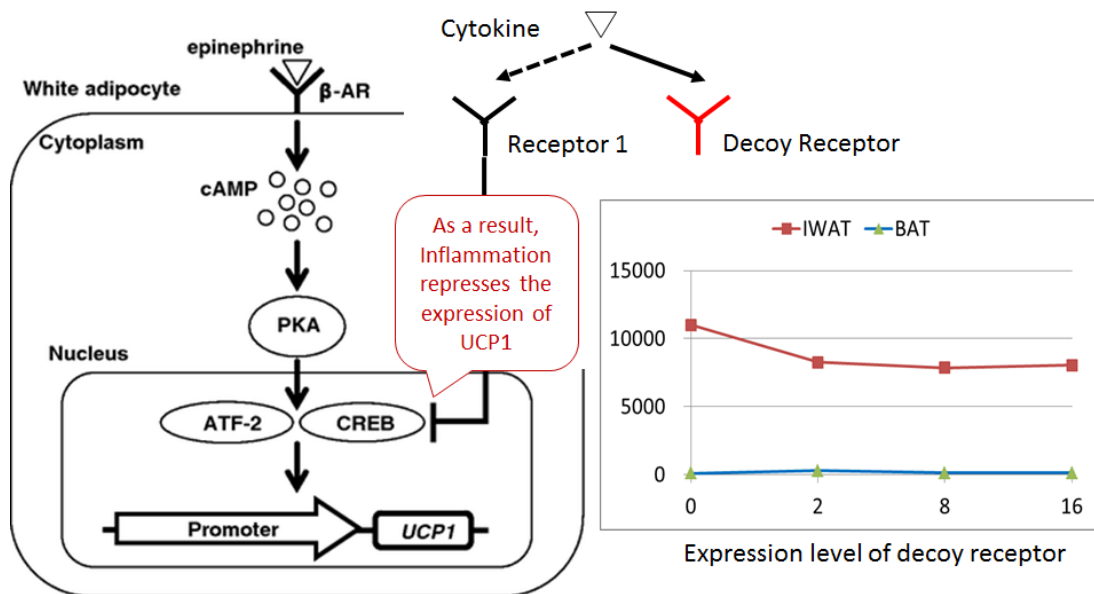 epinephrine
β-AR
White adipocyte
Cytoplasm
cAMP
PKA
Nucleus
ATF-2
CREB
Promoter
UCP1
Cytokine
Receptor 1
Decoy Receptor
As a result,
Inflammation
represses the
expression of
UCP1
IWAT
BAT
15000
10000
5000
0
0 2 8 16
Expression level of decoy receptor